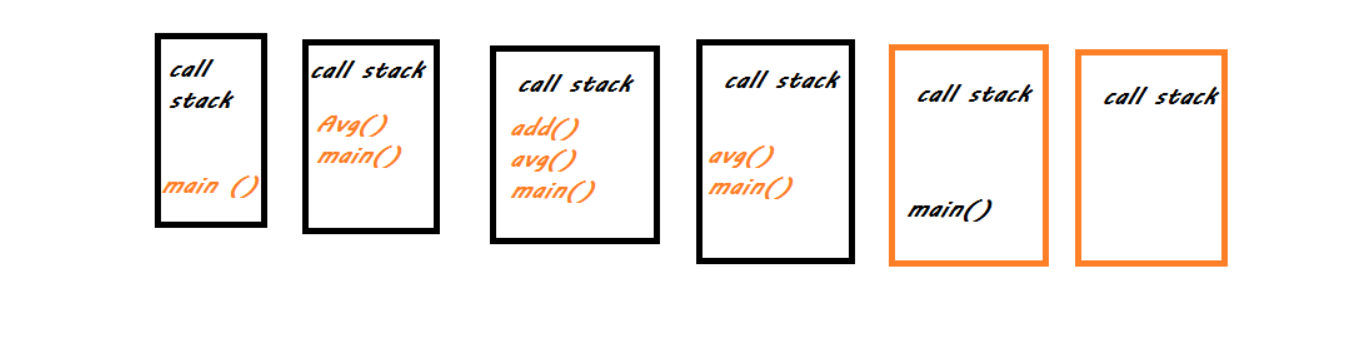 call
stack
main ()
call stack
Avg()
main()
call stack
add()
avg()
main()
call stack
avg()
main()
call stack
main()
call stack